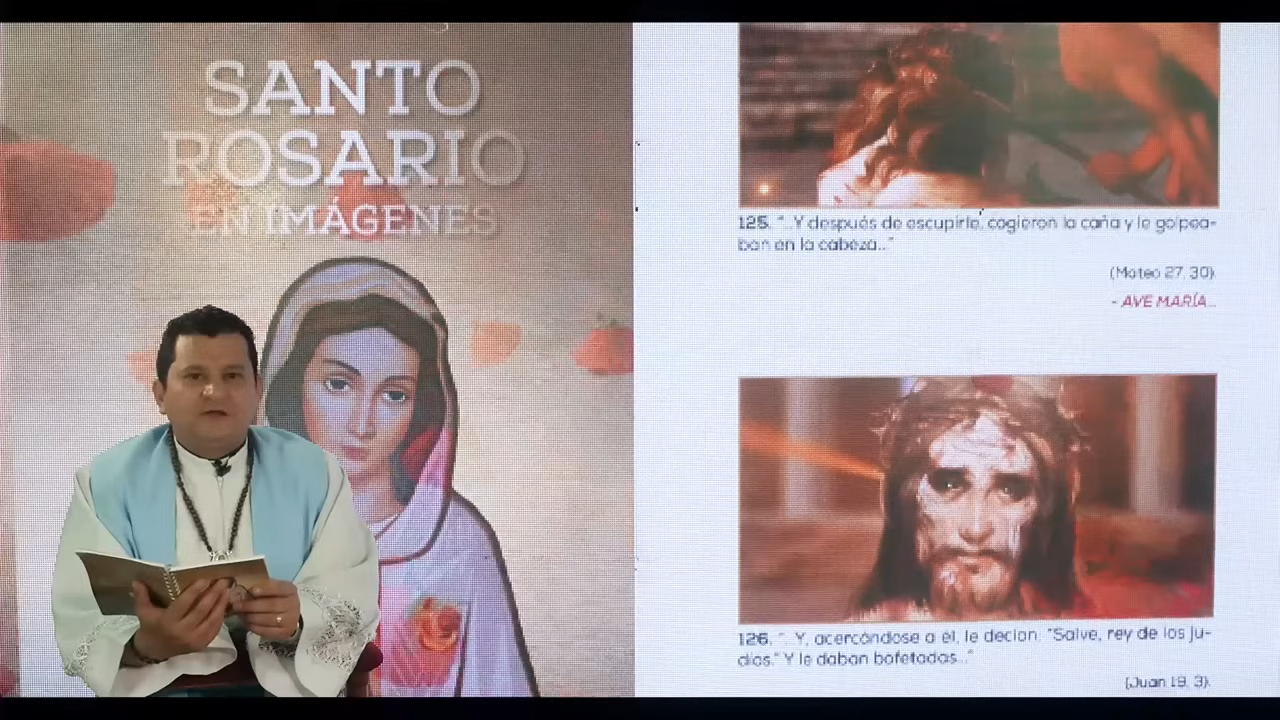 SANTO
ROSARIO
EN IMÁGENES
125. "...Y después de escupirle, cogieron la caña y le golpea-
ban en la cabeza..."
(Mateo 27, 30)
- AVE MARÍA...
126. "...Y, acercándose a él, le decían: "Salve, rey de los ju-
díos." Y le daban bofetadas..."
(Juan 19, 3).